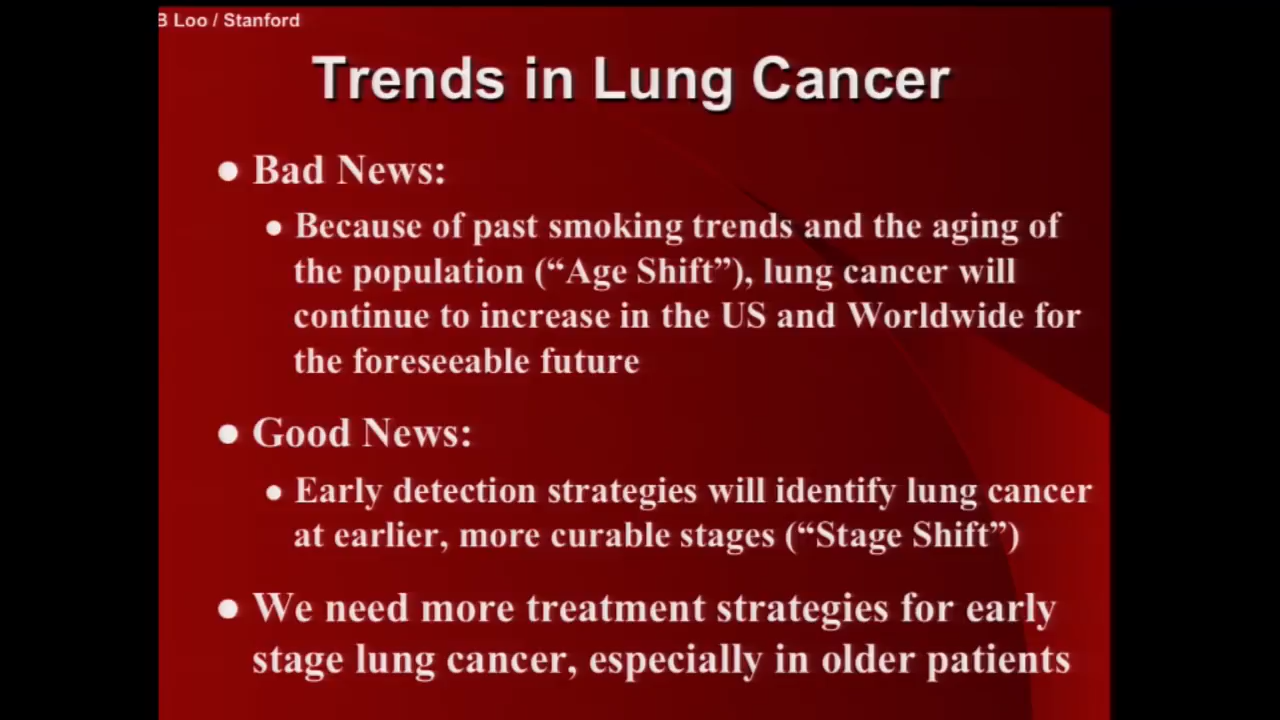 B Loo / Stanford
Trends in Lung Cancer
● Bad News:
● Because of past smoking trends and the aging of
the population (“Age Shift”), lung cancer will
continue to increase in the US and Worldwide for
the foreseeable future
● Good News:
● Early detection strategies will identify lung cancer
at earlier, more curable stages (“Stage Shift”)
● We need more treatment strategies for early
stage lung cancer, especially in older patients